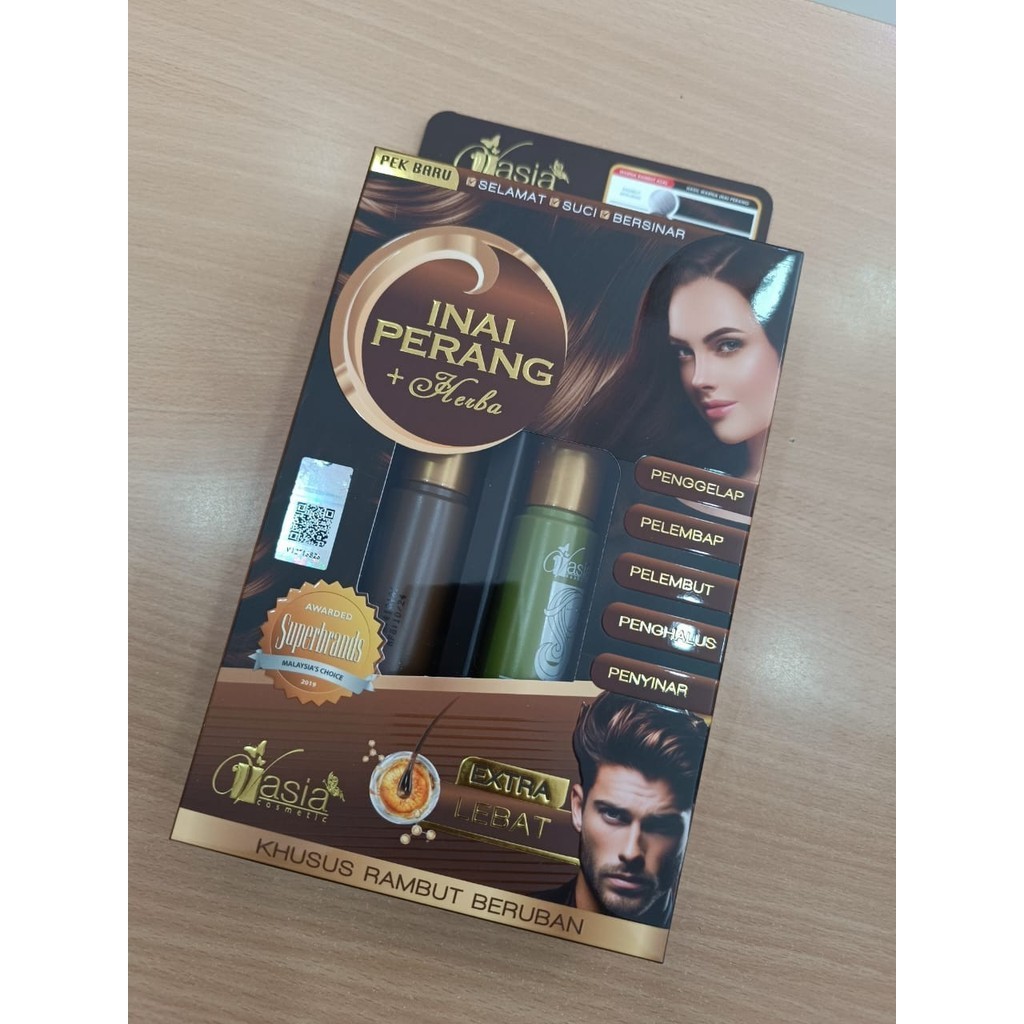 Vasia
PEK BARU
SELAMAT SUCI BERSINAR
INAI
PERANG
+ Herba
PENGGELAP
PELEMBAP
PELEMBUT
PENGHALUS
PENYINAR
AWARDED
Superbrands
MALAYSIA'S CHOICE
2019
Vasia
cosmetic
EXTRA
LEBAT
KHUSUS RAMBUT BERUBAN